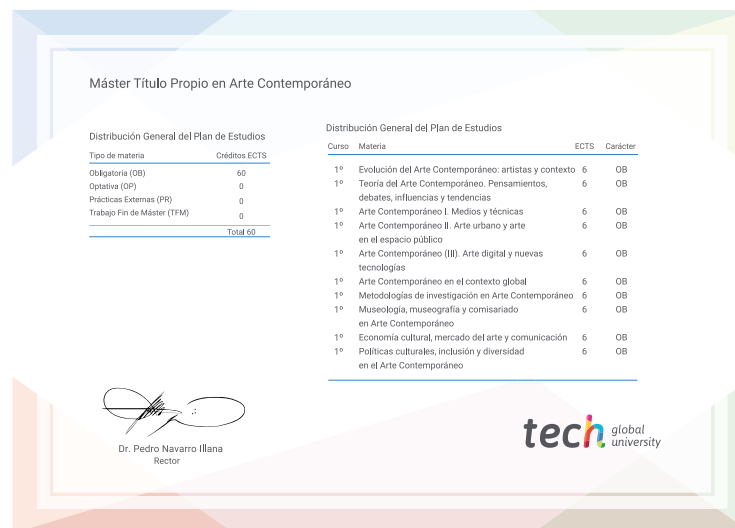 Máster Título Propio en Arte Contemporáneo
Distribución General del Plan de Estudios
Tipo de materia Créditos ECTS
Obligatoria (OB) 60
Optativa (OP) 0
Prácticas Externas (PR) 0
Trabajo Fin de Máster (TFM) 0
Total 60
Distribución General del Plan de Estudios
Curso Materia ECTS Carácter
1º Evolución del Arte Contemporáneo: artistas y contexto 6 OB
1º Teoría del Arte Contemporáneo. Pensamientos, 6 OB
debates, influencias y tendencias
1º Arte Contemporáneo I. Medios y técnicas 6 OB
1º Arte Contemporáneo II. Arte urbano y arte 6 OB
en el espacio público
1º Arte Contemporáneo (III). Arte digital y nuevas 6 OB
tecnologías
1º Arte Contemporáneo en el contexto global 6 OB
1º Metodologías de investigación en Arte Contemporáneo 6 OB
1º Museología, museografía y comisariado 6 OB
en Arte Contemporáneo
1º Economía cultural, mercado del arte y comunicación 6 OB
1º Políticas culturales, inclusión y diversidad 6 OB
en el Arte Contemporáneo
Dr. Pedro Navarro Illana
Rector
tech global
university